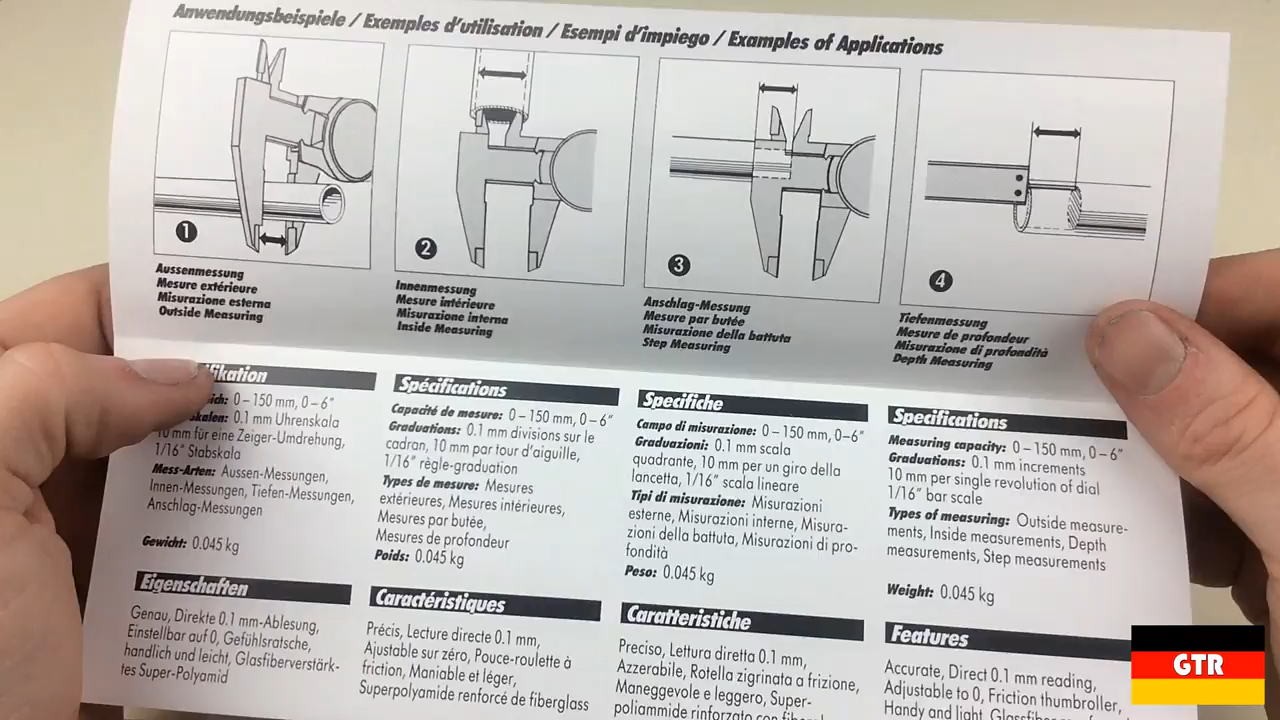 Anwendungsbeispiele / Exemples d'utilisation / Esempi d'impiego / Examples of Applications
1
Aussenmessung
Mesure extérieure
Misurazione esterna
Outside Measuring
2
Innenmessung
Mesure intérieure
Misurazione interna
Inside Measuring
3
Anschlag-Messung
Mesure par butée
Misurazione della battuta
Step Measuring
4
Tiefenmessung
Mesure de profondeur
Misurazione di profondità
Depth Measuring
0–150 mm, 0–6"
0.1 mm Uhrenskala
10 mm für eine Zeiger-Umdrehung,
1/16" Stabskala
Mess-Arten: Aussen-Messungen,
Innen-Messungen, Tiefen-Messungen,
Anschlag-Messungen
Gewicht: 0.045 kg
Eigenschaften
Genau, Direkte 0.1 mm-Ablesung,
Einstellbar auf 0, Gefühlsratsche,
handlich und leicht, Glasfiberverstärk-
tes Super-Polyamid
Spécifications
Capacité de mesure: 0–150 mm, 0–6"
Graduations: 0.1 mm divisions sur le
cadran, 10 mm par tour d'aiguille,
1/16" règle-graduation
Types de mesure: Mesures
extérieures, Mesures intérieures,
Mesures par butée,
Mesures de profondeur
Poids: 0.045 kg
Caractéristiques
Précis, Lecture directe 0.1 mm,
Ajustable sur zéro, Pouce-roulette à
friction, Maniable et léger,
Superpolyamide renforcé de fiberglass
Specifiche
Campo di misurazione: 0–150 mm, 0–6"
Graduazioni: 0.1 mm scala
quadrante, 10 mm per un giro della
lancetta, 1/16" scala lineare
Tipi di misurazione: Misurazioni
esterne, Misurazioni interne, Misura-
zioni della battuta, Misurazioni di pro-
fondità
Peso: 0.045 kg
Caratteristiche
Preciso, Lettura diretta 0.1 mm,
Azzerabile, Rotella zigrinata a frizione,
Maneggevole e leggero, Super-
poliammide rinforzato con
Specifications
Measuring capacity: 0–150 mm, 0–6"
Graduations: 0.1 mm increments
10 mm per single revolution of dial
1/16" bar scale
Types of measuring: Outside measure-
ments, Inside measurements, Depth
measurements, Step measurements
Weight: 0.045 kg
Features
Accurate, Direct 0.1 mm reading,
Adjustable to 0, Friction thumbroller,
Handy and light,
GTR